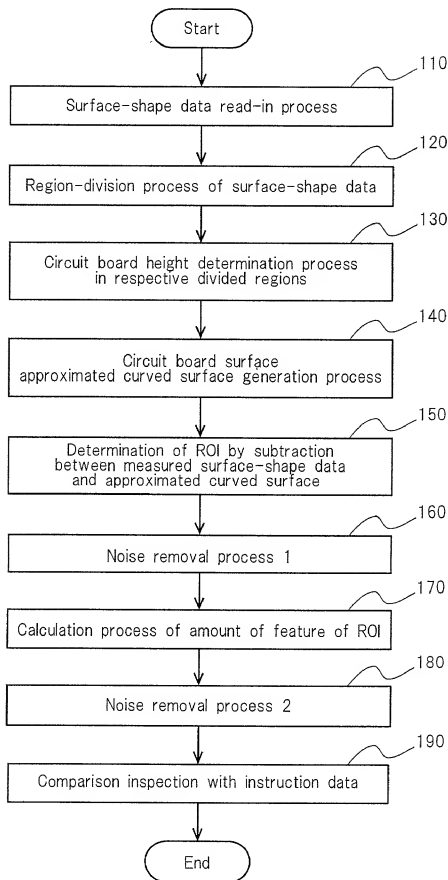 Start
110
Surface-shape data read-in process
120
Region-division process of surface-shape data
130
Circuit board height determination process
in respective divided regions
140
Circuit board surface
approximated curved surface generation process
150
Determination of ROI by subtraction
between measured surface-shape data
and approximated curved surface
160
Noise removal process 1
170
Calculation process of amount of feature of ROI
180
Noise removal process 2
190
Comparison inspection with instruction data
End